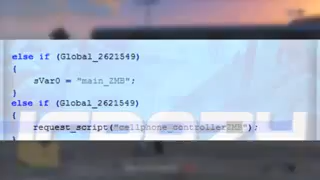 else if (Global_2621549)
{
sVar0 = "main_ZMB";
}
else if (Global_2621549)
{
request_script("cellphone_controllerZMB");
}